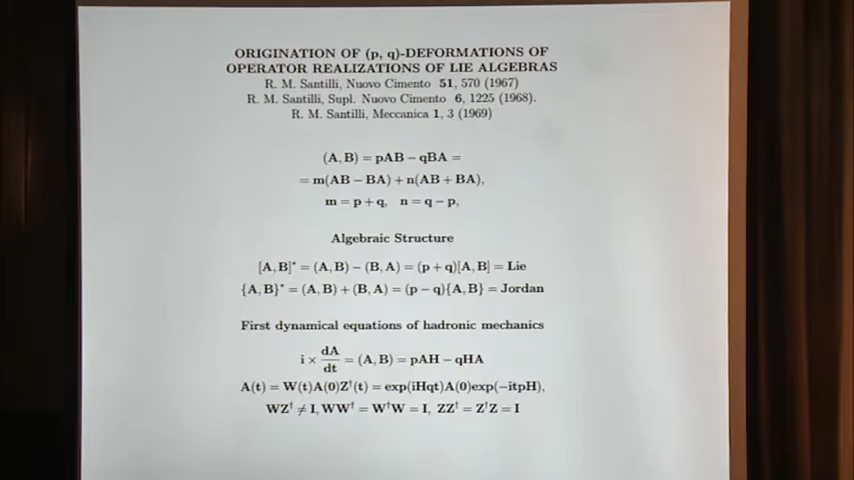 ORIGINATION OF (p, q)-DEFORMATIONS OF
OPERATOR REALIZATIONS OF LIE ALGEBRAS
R. M. Santilli, Nuovo Cimento 51, 570 (1967)
R. M. Santilli, Supl. Nuovo Cimento 6, 1225 (1968).
R. M. Santilli, Meccanica 1, 3 (1969)
(A, B) = pAB − qBA =
= m(AB − BA) + n(AB + BA),
m = p + q, n = q − p,
Algebraic Structure
[A, B]* = (A, B) − (B, A) = (p + q)[A, B] = Lie
{A, B}* = (A, B) + (B, A) = (p − q){A, B} = Jordan
First dynamical equations of hadronic mechanics
i × dA/dt = (A, B) = pAH − qHA
A(t) = W(t)A(0)Z†(t) = exp(iHqt)A(0)exp(−itpH),
WZ† ≠ I, WW† = W†W = I, ZZ† = Z†Z = I